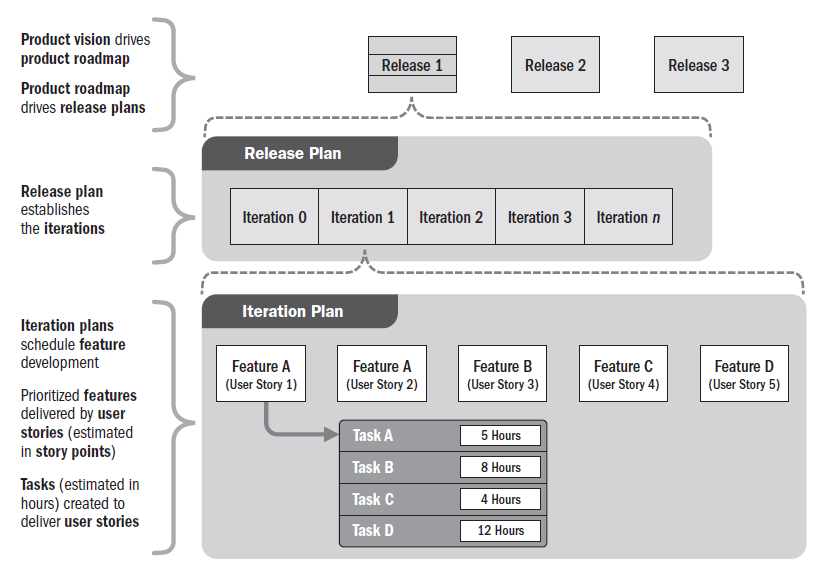 Product vision drives
product roadmap
Product roadmap
drives release plans
Release 1
Release 2
Release 3
Release Plan
Release plan
establishes
the iterations
Iteration 0
Iteration 1
Iteration 2
Iteration 3
Iteration n
Iteration Plan
Iteration plans
schedule feature
development
Prioritized features
delivered by user
stories (estimated
in story points)
Tasks (estimated in
hours) created to
deliver user stories
Feature A
(User Story 1)
Feature A
(User Story 2)
Feature B
(User Story 3)
Feature C
(User Story 4)
Feature D
(User Story 5)
Task A
5 Hours
Task B
8 Hours
Task C
4 Hours
Task D
12 Hours